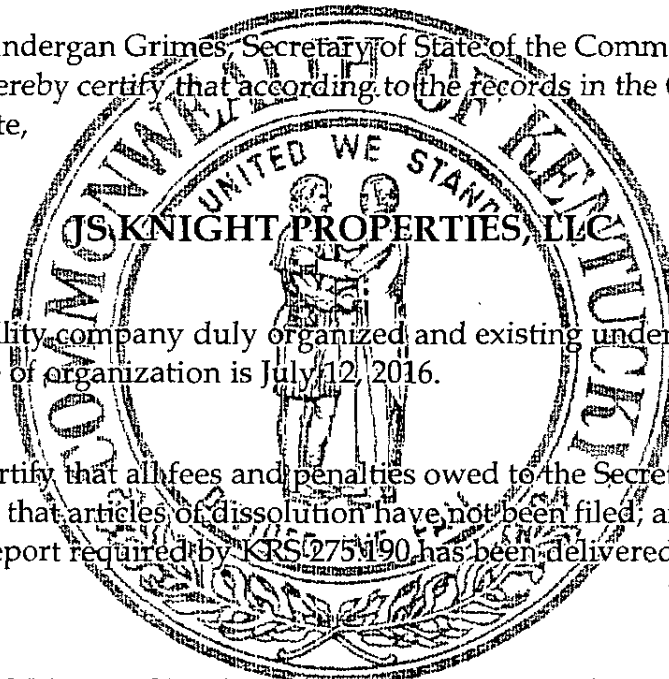 ndergan Grimes, Secretary of State of the Comm
ereby certify that according to the records in the
te,
COMMONWEALTH OF KENTUCKY
UNITED WE STAND
JS KNIGHT PROPERTIES, LLC
lity company duly organized and existing under
e of organization is July 12, 2016.
rtify that all fees and penalties owed to the Secret
that articles of dissolution have not been filed; a
eport required by KRS 275.190 has been delivered